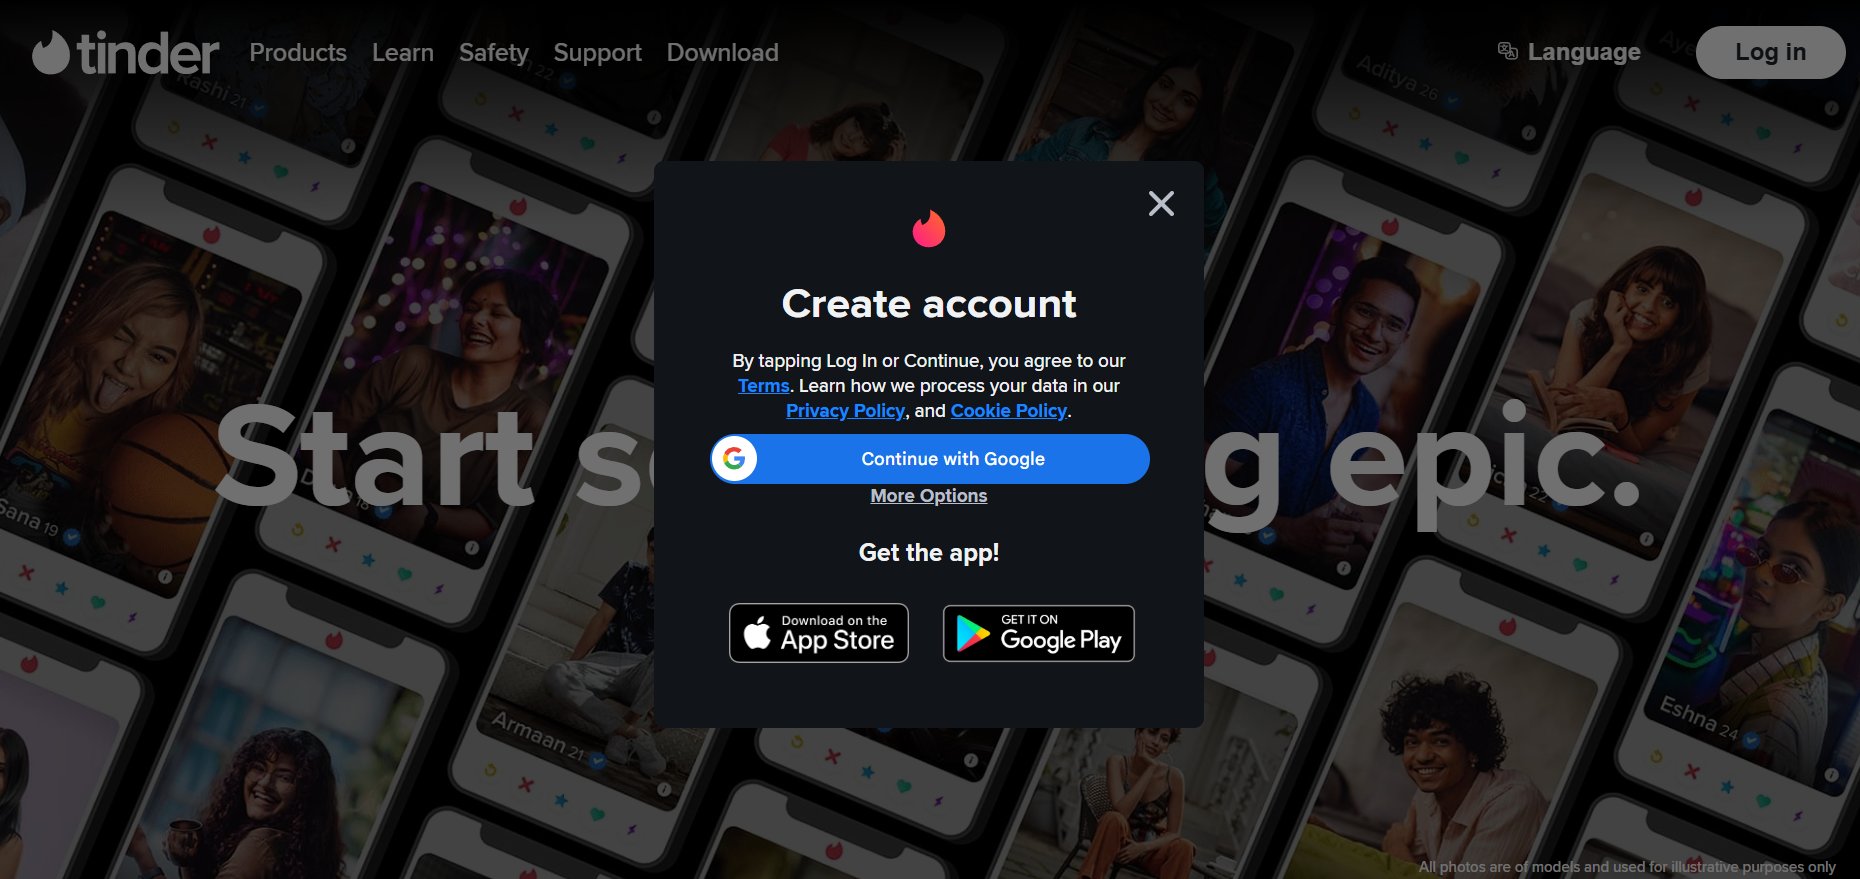 tinder
Products Learn Safety Support Download
Language
Log in
Rashi 21
22
Aditya 26
Aye
Create account
By tapping Log In or Continue, you agree to our
Terms. Learn how we process your data in our
Privacy Policy, and Cookie Policy.
Continue with Google
More Options
Get the app!
Download on the
App Store
GET IT ON
Google Play
Start s g epic.
Sana 19
18
22
Armaan 21
Eshna 24
All photos are of models and used for illustrative purposes only